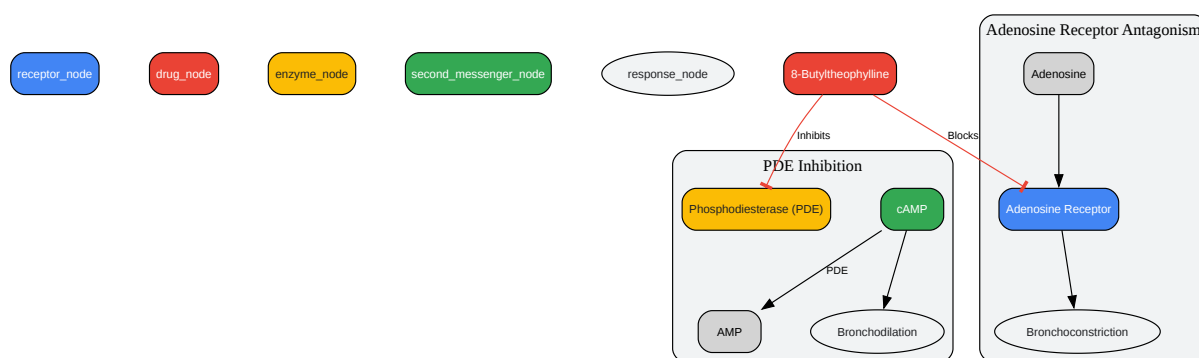 Adenosine Receptor Antagonism
receptor_node
drug_node
enzyme_node
second_messenger_node
response_node
8-Butyltheophylline
Adenosine
Inhibits
Blocks
PDE Inhibition
Phosphodiesterase (PDE)
cAMP
Adenosine Receptor
PDE
AMP
Bronchodilation
Bronchoconstriction